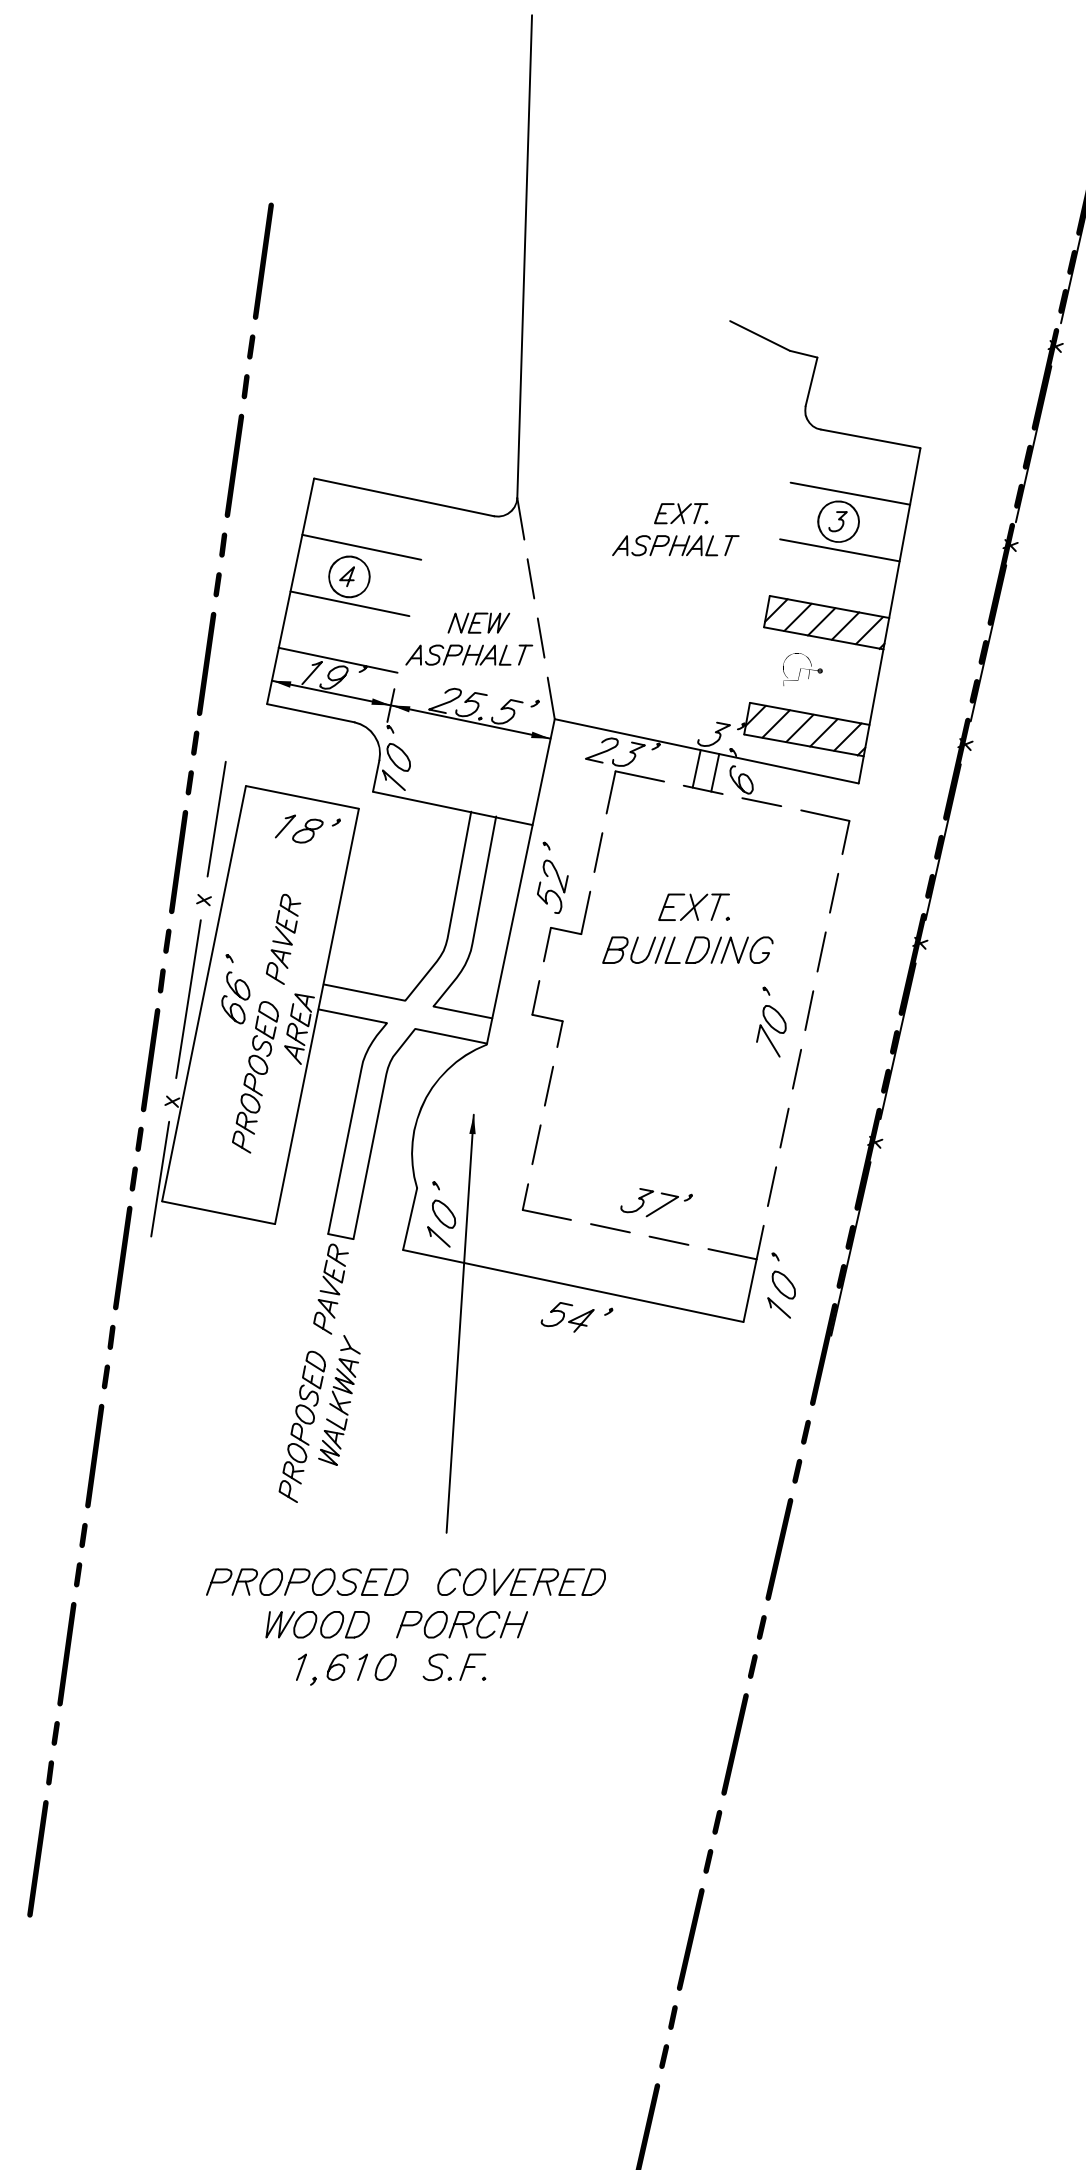 EXT.
ASPHALT
3
4
NEW
ASPHALT
19'
25.5'
10'
23'
3'
6'
18'
52'
EXT.
BUILDING
66'
PROPOSED PAVER
AREA
70'
37'
10'
10'
54'
PROPOSED PAVER
WALKWAY
PROPOSED COVERED
WOOD PORCH
1,610 S.F.
x
x
x
x
x
x
x